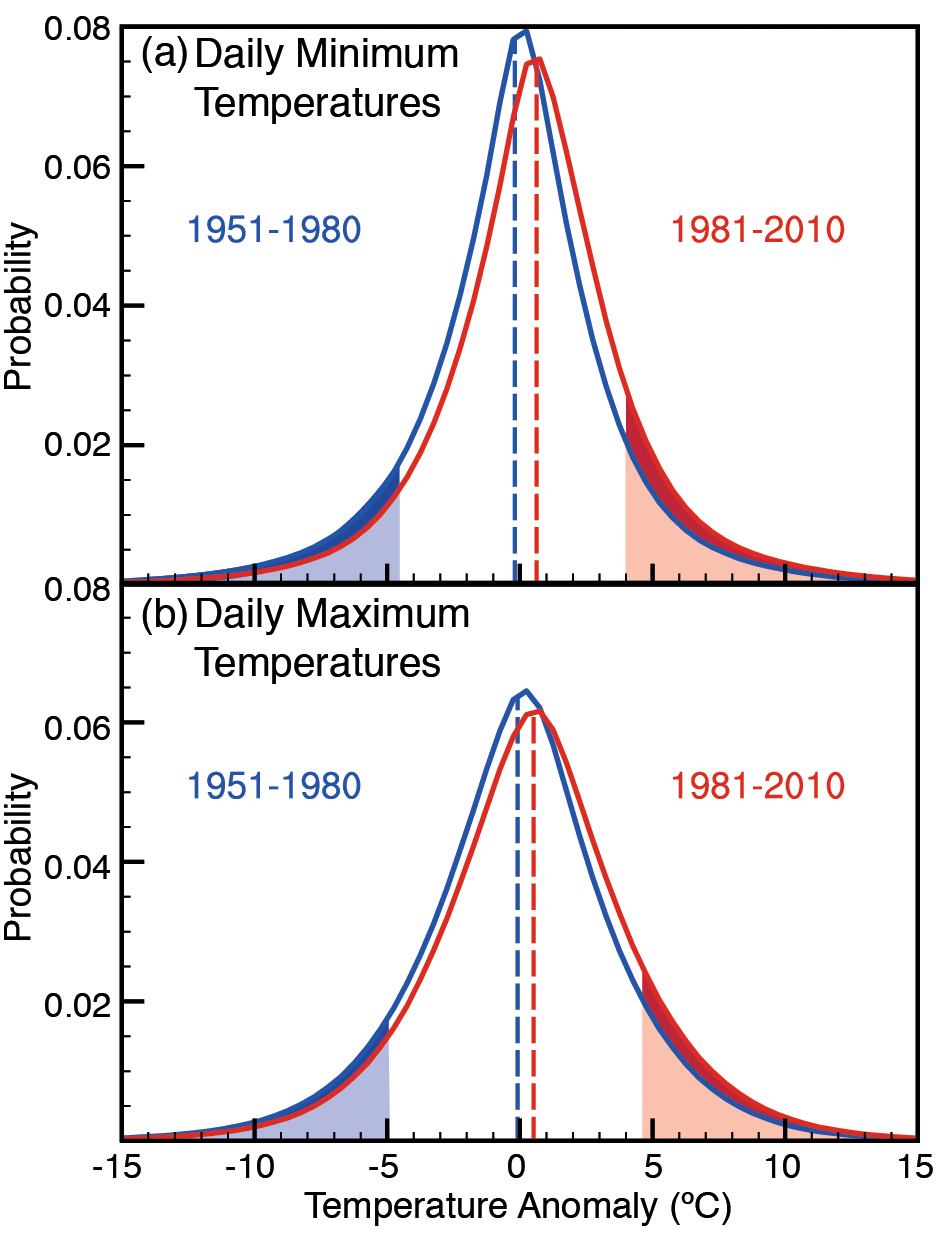 0.08
(a) Daily Minimum
Temperatures
0.06
1951-1980
1981-2010
Probability
0.04
0.02
0.08
(b) Daily Maximum
Temperatures
0.06
1951-1980
1981-2010
Probability
0.04
0.02
-15 -10 -5 0 5 10 15
Temperature Anomaly (ºC)